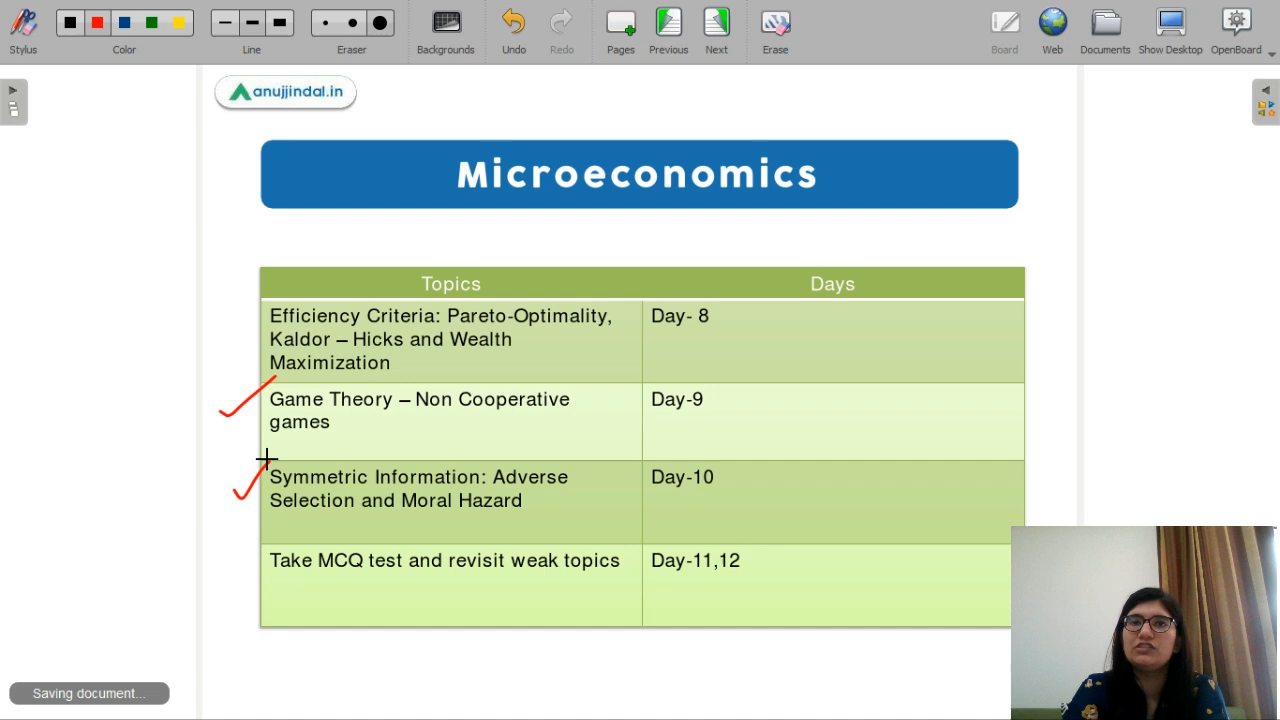 Stylus
Color
Line
Eraser
Backgrounds
Undo
Redo
Pages
Previous
Next
Erase
Board
Web
Documents
Show Desktop
OpenBoard
anujjindal.in
Microeconomics
Topics
Days
Efficiency Criteria: Pareto-Optimality,
Kaldor – Hicks and Wealth
Maximization
Day- 8
Game Theory – Non Cooperative
games
Day-9
Symmetric Information: Adverse
Selection and Moral Hazard
Day-10
Take MCQ test and revisit weak topics
Day-11,12
Saving document...